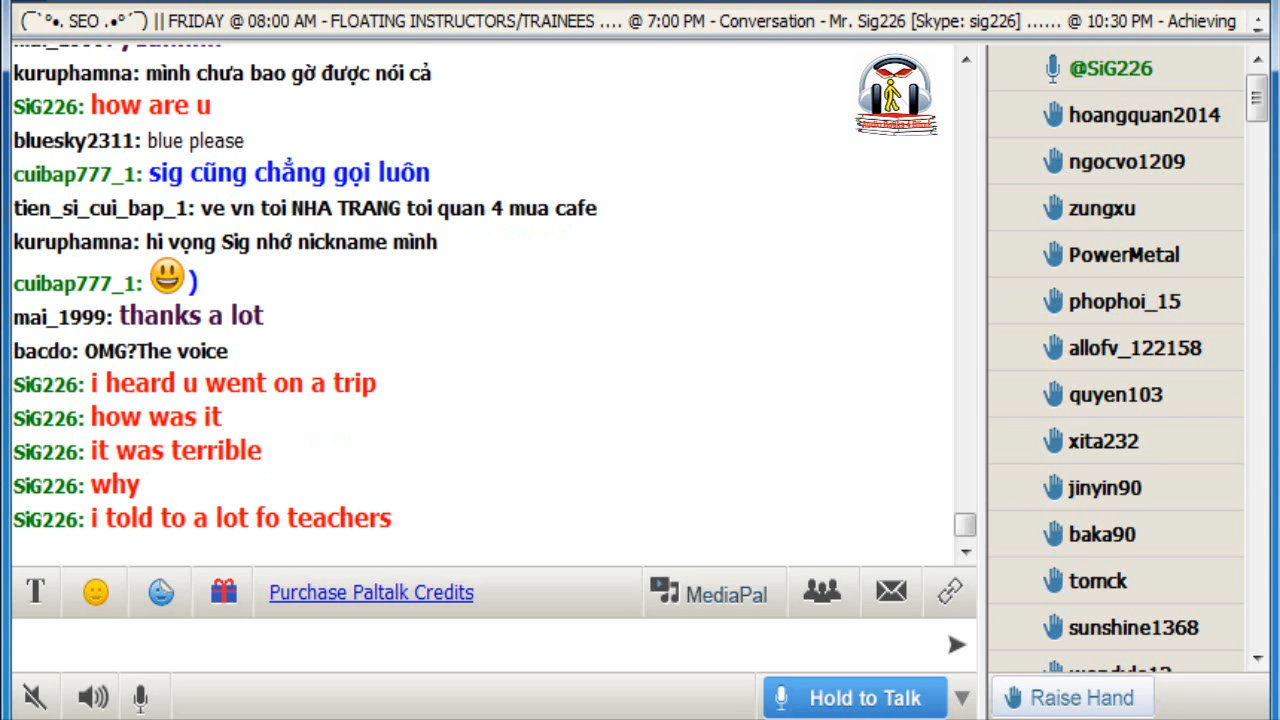 (¯`°•. SEO .•°´¯) || FRIDAY @ 08:00 AM - FLOATING INSTRUCTORS/TRAINEES .... @ 7:00 PM - Conversation - Mr. Sig226 [Skype: sig226] ...... @ 10:30 PM - Achieving
kuruphamna: mình chưa bao gờ được nói cả
SiG226: how are u
bluesky2311: blue please
cuibap777_1: sig cũng chẳng gọi luôn
tien_si_cui_bap_1: ve vn toi NHA TRANG toi quan 4 mua cafe
kuruphamna: hi vọng Sig nhớ nickname mình
cuibap777_1: 😃 )
mai_1999: thanks a lot
bacdo: OMG?The voice
SiG226: i heard u went on a trip
SiG226: how was it
SiG226: it was terrible
SiG226: why
SiG226: i told to a lot fo teachers
@SiG226
hoangquan2014
ngocvo1209
zungxu
PowerMetal
phophoi_15
allofv_122158
quyen103
xita232
jinyin90
baka90
tomck
sunshine1368
T
Purchase Paltalk Credits
MediaPal
Hold to Talk
Raise Hand